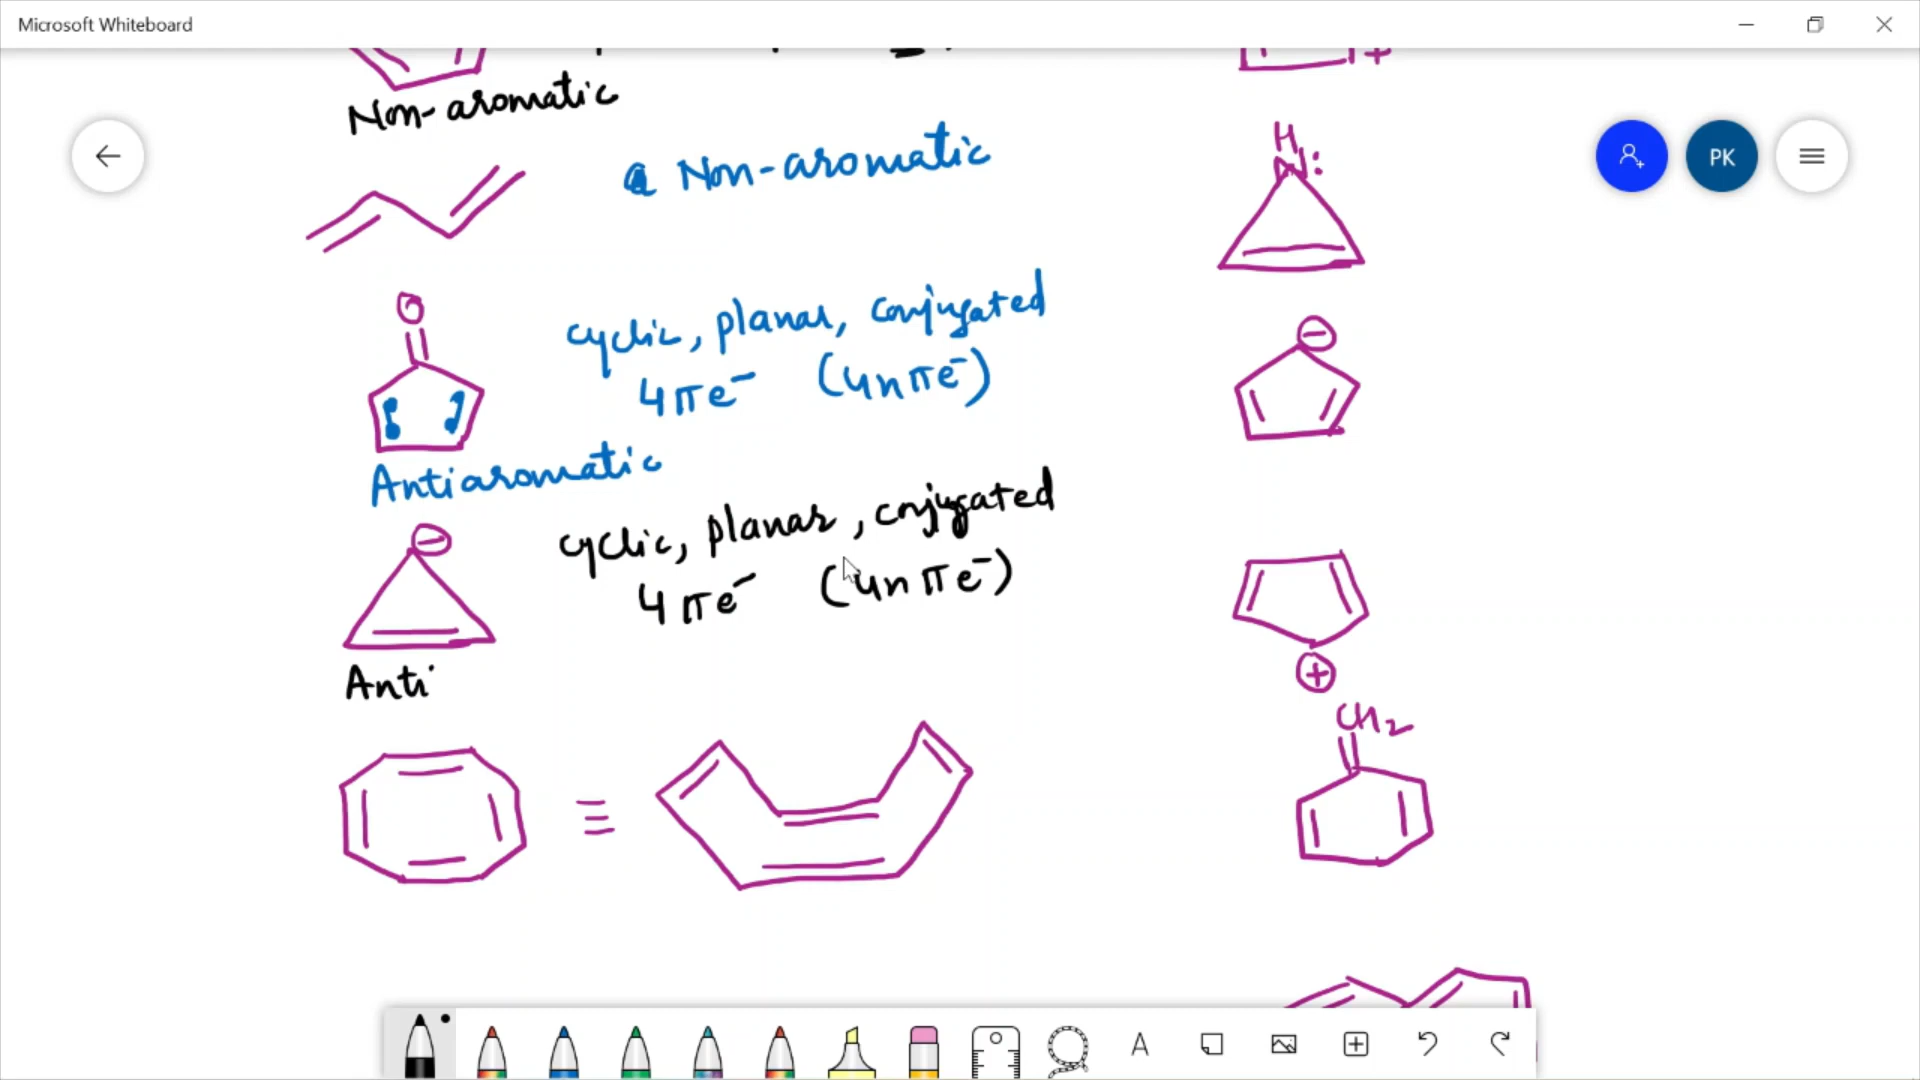 Microsoft Whiteboard
Non-aromatic
Non-aromatic
H
N:
PK
O
cyclic, planar, conjugated
4πe⁻ (4nπe⁻)
Antiaromatic
cyclic, planar, conjugated
4πe⁻ (4nπe⁻)
Anti
≡
CH₂
A